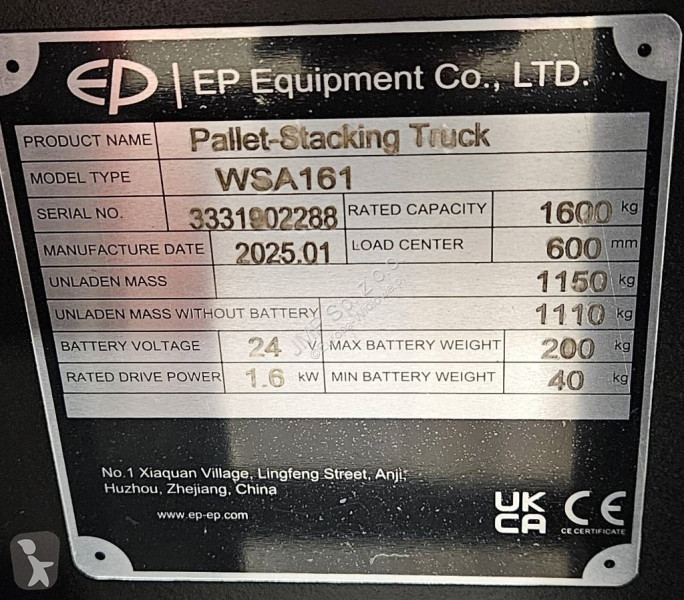 EP | EP Equipment Co., LTD.
PRODUCT NAME Pallet-Stacking Truck
MODEL TYPE WSA161
SERIAL NO. 3331902288 RATED CAPACITY 1600 kg
MANUFACTURE DATE 2025.01 LOAD CENTER 600 mm
UNLADEN MASS 1150 kg
UNLADEN MASS WITHOUT BATTERY 1110 kg
BATTERY VOLTAGE 24 V MAX BATTERY WEIGHT 200 kg
RATED DRIVE POWER 1.6 kW MIN BATTERY WEIGHT 40 kg
No.1 Xiaquan Village, Lingfeng Street, Anji,
Huzhou, Zhejiang, China
www.ep-ep.com
UK
CA
CE
CE CERTIFICATE